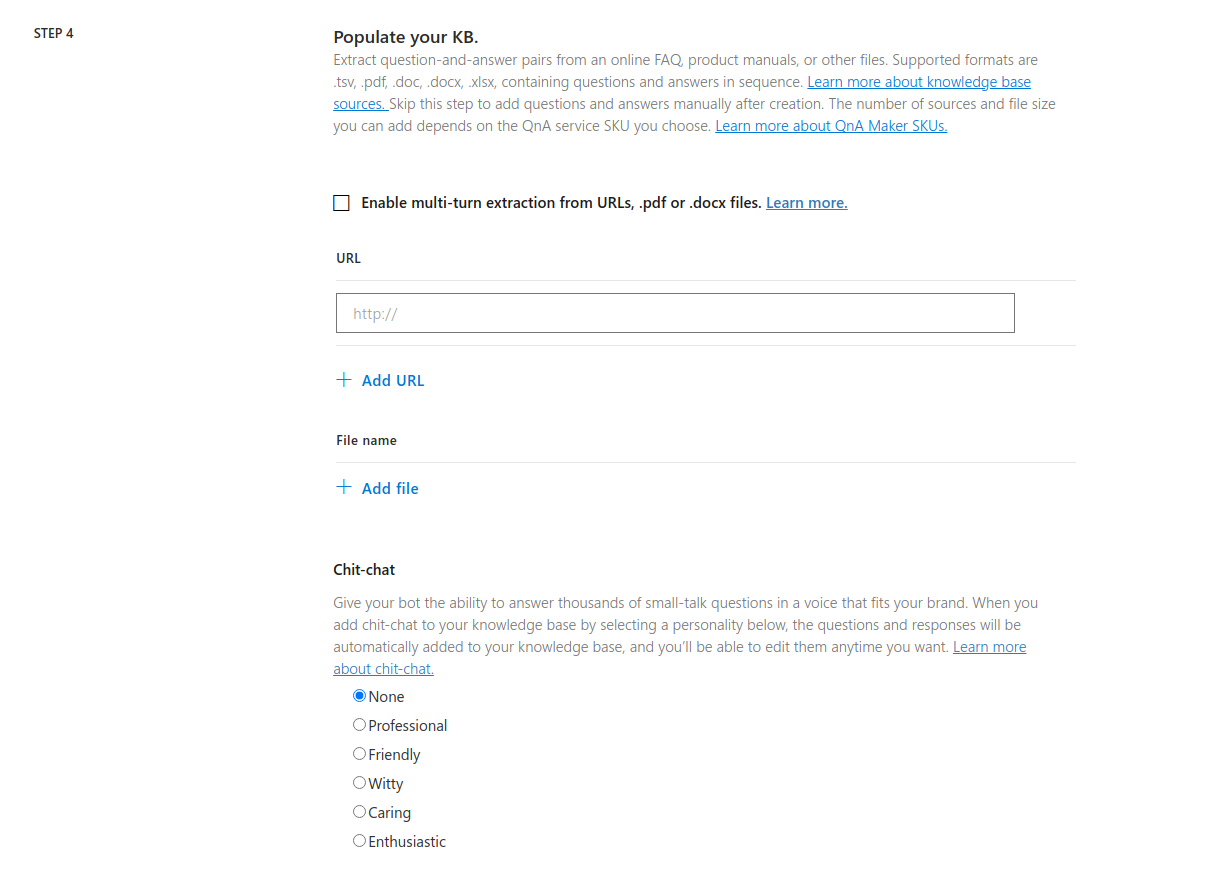 STEP 4
Populate your KB.
Extract question-and-answer pairs from an online FAQ, product manuals, or other files. Supported formats are
.tsv, .pdf, .doc, .docx, .xlsx, containing questions and answers in sequence. Learn more about knowledge base
sources. Skip this step to add questions and answers manually after creation. The number of sources and file size
you can add depends on the QnA service SKU you choose. Learn more about QnA Maker SKUs.
Enable multi-turn extraction from URLs, .pdf or .docx files. Learn more.
URL
http://
Add URL
File name
Add file
Chit-chat
Give your bot the ability to answer thousands of small-talk questions in a voice that fits your brand. When you
add chit-chat to your knowledge base by selecting a personality below, the questions and responses will be
automatically added to your knowledge base, and you'll be able to edit them anytime you want. Learn more
about chit-chat.
None
Professional
Friendly
Witty
Caring
Enthusiastic